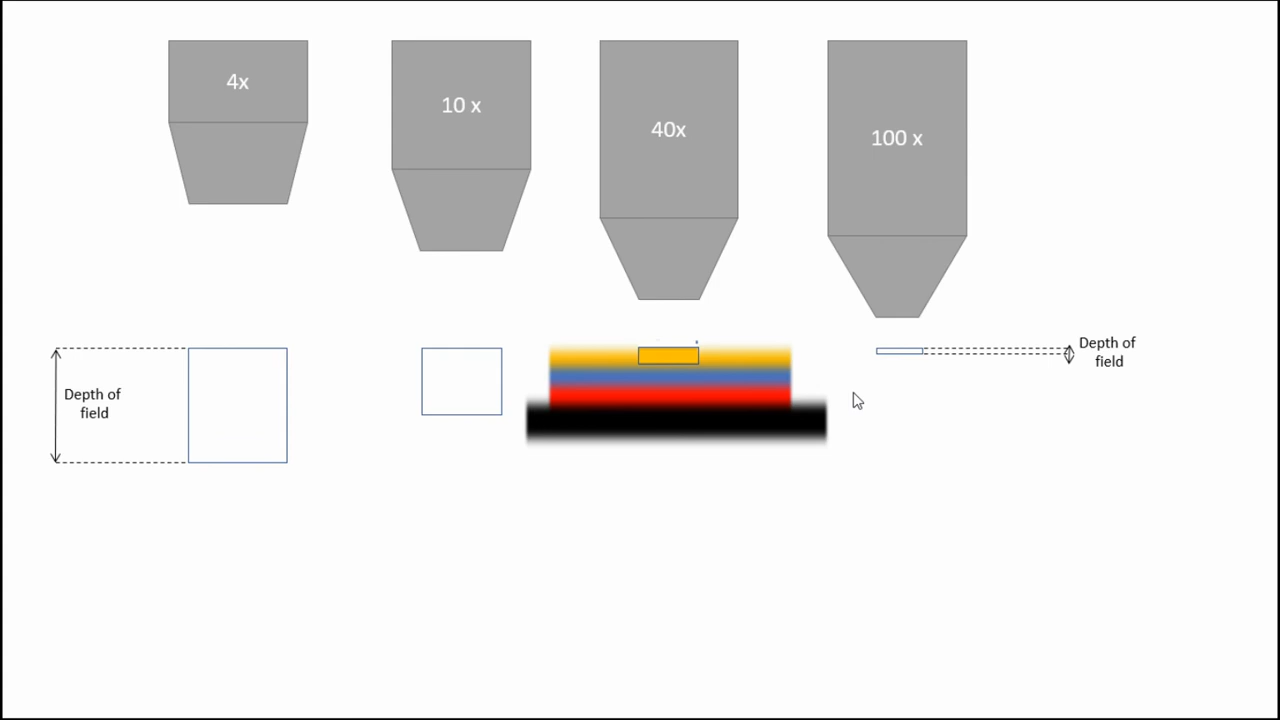 4x
10 x
40x
100 x
Depth of
field
Depth of
field